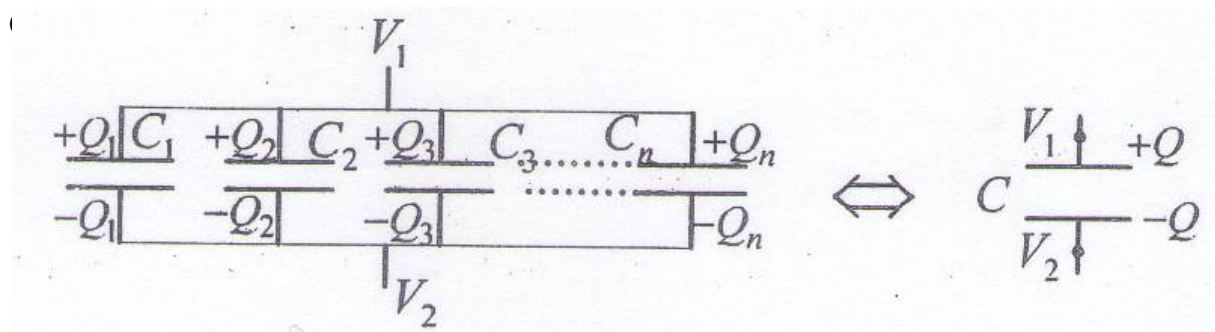 V₁
+Q₁ C₁ +Q₂ C₂ +Q₃ C₃ Cₙ +Qₙ
-Q₁ -Q₂ -Q₃ -Qₙ
V₂
V₁ +Q
C
V₂ -Q